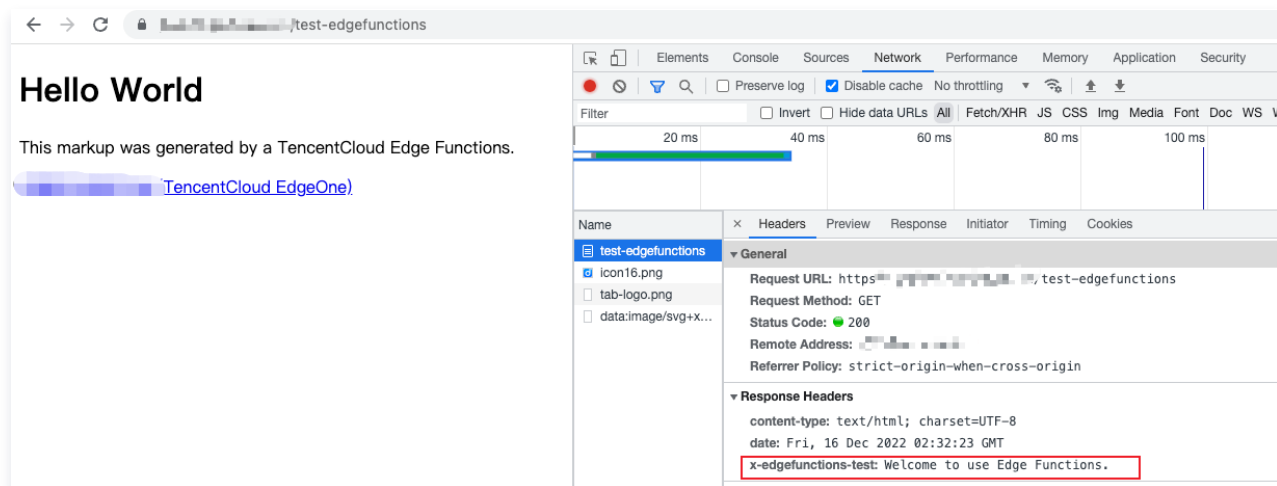 /test-edgefunctions
Hello World
This markup was generated by a TencentCloud Edge Functions.
TencentCloud EdgeOne)
Elements Console Sources Network Performance Memory Application Security
Preserve log Disable cache No throttling
Filter Invert Hide data URLs All Fetch/XHR JS CSS Img Media Font Doc WS
20 ms 40 ms 60 ms 80 ms 100 ms
Name
test-edgefunctions
icon16.png
tab-logo.png
data:image/svg+x...
× Headers Preview Response Initiator Timing Cookies
General
Request URL: https /test-edgefunctions
Request Method: GET
Status Code: 200
Remote Address:
Referrer Policy: strict-origin-when-cross-origin
Response Headers
content-type: text/html; charset=UTF-8
date: Fri, 16 Dec 2022 02:32:23 GMT
x-edgefunctions-test: Welcome to use Edge Functions.